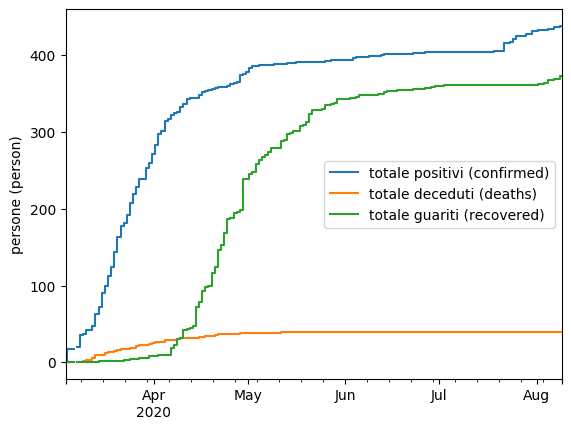 400
300
200
100
0
persone (person)
totale positivi (confirmed)
totale deceduti (deaths)
totale guariti (recovered)
Apr
2020
May
Jun
Jul
Aug